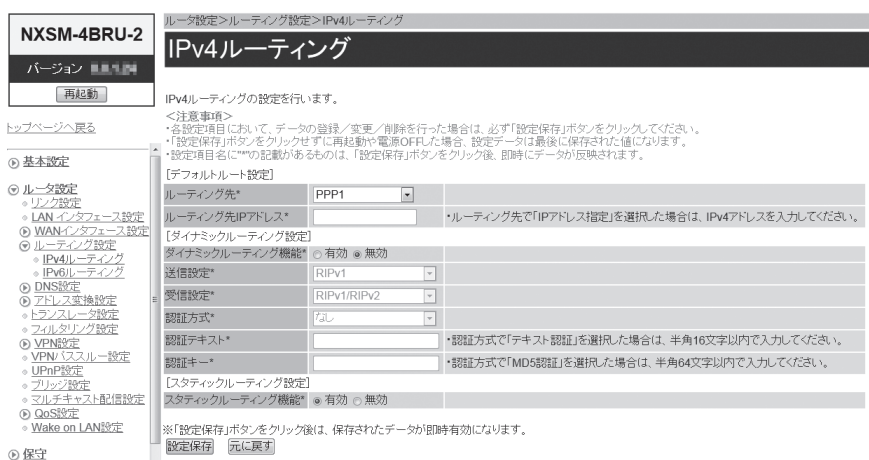 NXSM-4BRU-2
バージョン
再起動
トップページへ戻る
基本設定
ルータ設定
リンク設定
LAN インタフェース設定
WANインタフェース設定
ルーティング設定
IPv4ルーティング
IPv6ルーティング
DNS設定
アドレス変換設定
トランスレータ設定
フィルタリング設定
VPN設定
VPNパススルー設定
UPnP設定
ブリッジ設定
マルチキャスト配信設定
QoS設定
Wake on LAN設定
保守
ルータ設定>ルーティング設定>IPv4ルーティング
IPv4ルーティング
IPv4ルーティングの設定を行います。
<注意事項>
・各設定項目において、データの登録／変更／削除を行った場合は、必ず「設定保存」ボタンをクリックしてください。
・「設定保存」ボタンをクリックせずに再起動や電源OFFした場合、設定データは最後に保存された値になります。
・設定項目名に"*"の記載があるものは、「設定保存」ボタンをクリック後、即時にデータが反映されます。
[デフォルトルート設定]
ルーティング先* PPP1
ルーティング先IPアドレス* ・ルーティング先で「IPアドレス指定」を選択した場合は、IPv4アドレスを入力してください。
[ダイナミックルーティング設定]
ダイナミックルーティング機能* 有効 無効
送信設定* RIPv1
受信設定* RIPv1/RIPv2
認証方式* なし
認証テキスト* ・認証方式で「テキスト認証」を選択した場合は、半角16文字以内で入力してください。
認証キー* ・認証方式で「MD5認証」を選択した場合は、半角64文字以内で入力してください。
[スタティックルーティング設定]
スタティックルーティング機能* 有効 無効
※「設定保存」ボタンをクリック後は、保存されたデータが即時有効になります。
設定保存 元に戻す